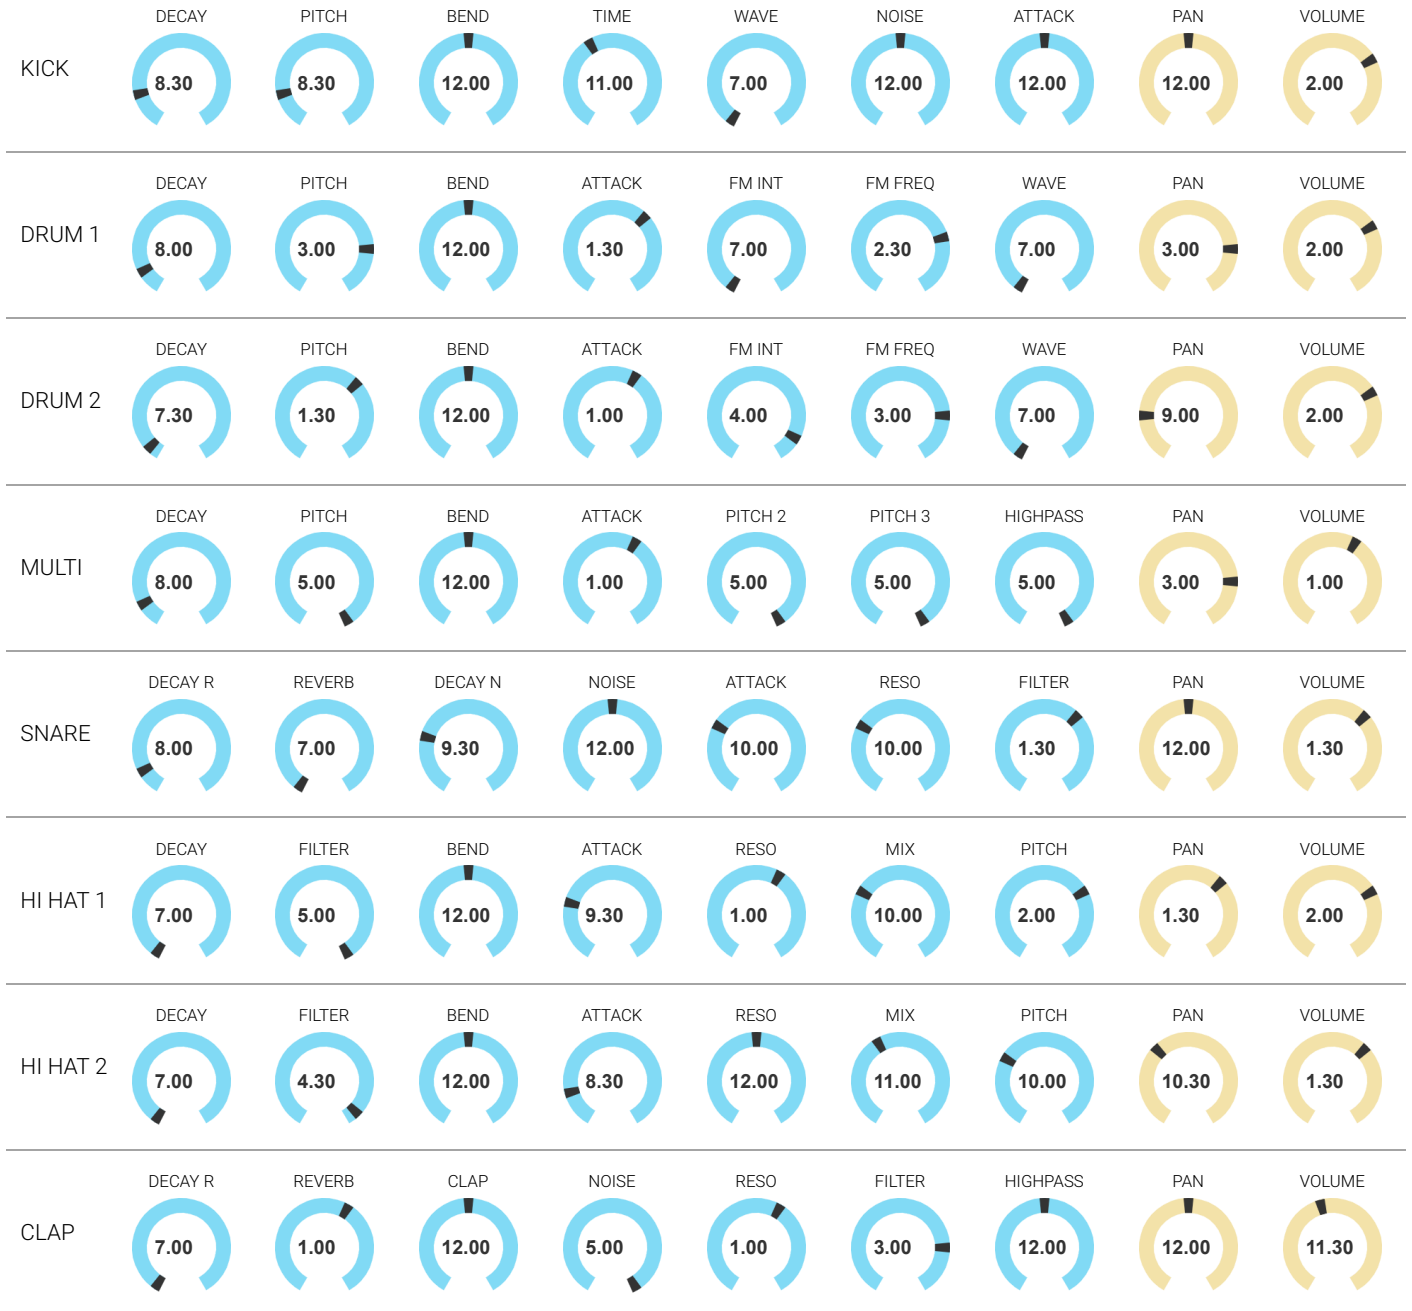 DECAY PITCH BEND TIME WAVE NOISE ATTACK PAN VOLUME
KICK 8.30 8.30 12.00 11.00 7.00 12.00 12.00 12.00 2.00
DECAY PITCH BEND ATTACK FM INT FM FREQ WAVE PAN VOLUME
DRUM 1 8.00 3.00 12.00 1.30 7.00 2.30 7.00 3.00 2.00
DECAY PITCH BEND ATTACK FM INT FM FREQ WAVE PAN VOLUME
DRUM 2 7.30 1.30 12.00 1.00 4.00 3.00 7.00 9.00 2.00
DECAY PITCH BEND ATTACK PITCH 2 PITCH 3 HIGHPASS PAN VOLUME
MULTI 8.00 5.00 12.00 1.00 5.00 5.00 5.00 3.00 1.00
DECAY R REVERB DECAY N NOISE ATTACK RESO FILTER PAN VOLUME
SNARE 8.00 7.00 9.30 12.00 10.00 10.00 1.30 12.00 1.30
DECAY FILTER BEND ATTACK RESO MIX PITCH PAN VOLUME
HI HAT 1 7.00 5.00 12.00 9.30 1.00 10.00 2.00 1.30 2.00
DECAY FILTER BEND ATTACK RESO MIX PITCH PAN VOLUME
HI HAT 2 7.00 4.30 12.00 8.30 12.00 11.00 10.00 10.30 1.30
DECAY R REVERB CLAP NOISE RESO FILTER HIGHPASS PAN VOLUME
CLAP 7.00 1.00 12.00 5.00 1.00 3.00 12.00 12.00 11.30